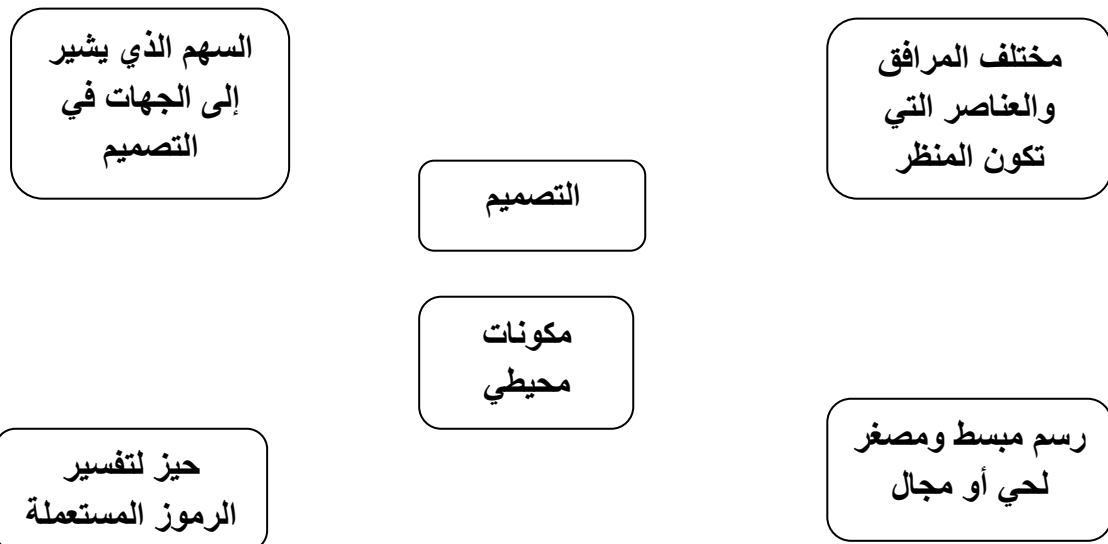 مختلف المرافق
والعناصر التي
تكون المنظر
السهم الذي يشير
إلى الجهات في
التصميم
التصميم
مكونات
محيطي
رسم مبسط ومصغر
لحي أو مجال
حيز لتفسير
الرموز المستعملة